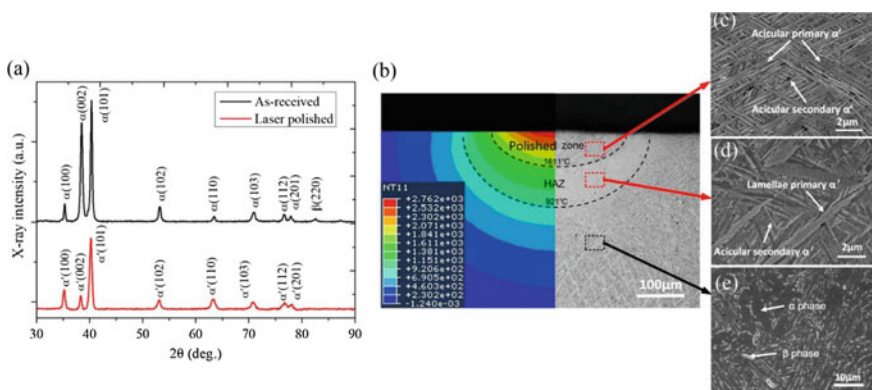 (a)
X-ray intensity (a.u.)
As-received
Laser polished
α(100)
α(002)
α(101)
α(102)
α(110)
α(103)
α(112)
α(201)
β(220)
α'(100)
α'(002)
α'(101)
α'(102)
α'(110)
α'(103)
α'(112)
α'(201)
30 40 50 60 70 80 90
2θ (deg.)
(b)
Polished zone
1611°C
HAZ
921°C
NT11
+2.762e+03
+2.532e+03
+2.302e+03
+2.071e+03
+1.841e+03
+1.611e+03
+1.381e+03
+1.151e+03
+9.206e+02
+6.905e+02
+4.603e+02
+2.302e+02
-1.240e-03
100μm
(c)
Acicular primary α'
Acicular secondary α'
2μm
(d)
Lamellae primary α'
Acicular secondary α'
2μm
(e)
α phase
β phase
10μm